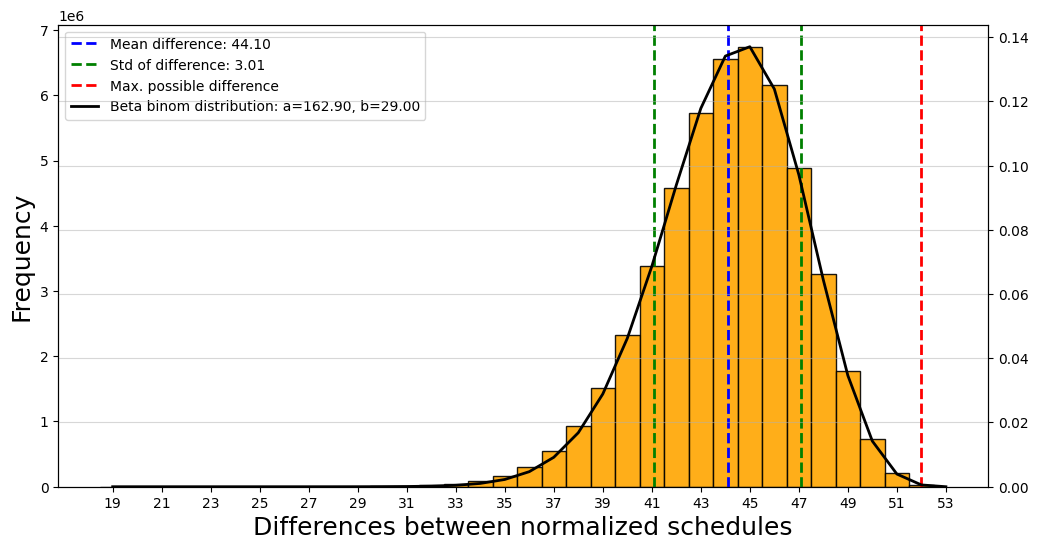 1e6
Mean difference: 44.10
Std of difference: 3.01
Max. possible difference
Beta binom distribution: a=162.90, b=29.00
Frequency
7
6
5
4
3
2
1
0
0.14
0.12
0.10
0.08
0.06
0.04
0.02
0.00
19 21 23 25 27 29 31 33 35 37 39 41 43 45 47 49 51 53
Differences between normalized schedules